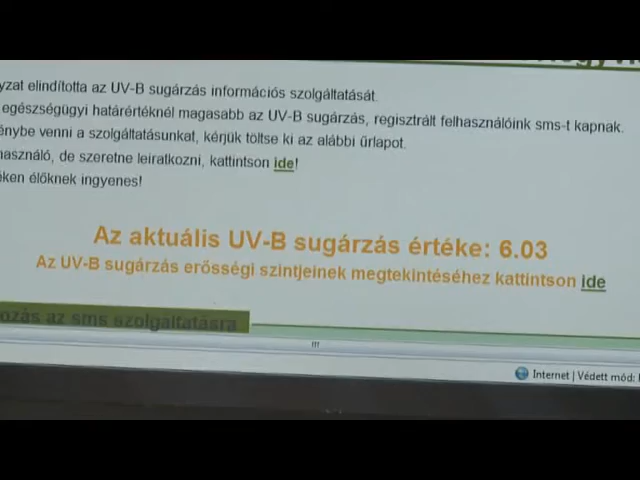 yzat elindította az UV-B sugárzás információs szolgáltatását.
egészségügyi határértéknél magasabb az UV-B sugárzás, regisztrált felhasználóink sms-t kapnak.
énybe venni a szolgáltatásunkat, kérjük töltse ki az alábbi űrlapot.
használó, de szeretne leiratkozni, kattintson ide!
éken élőknek ingyenes!
Az aktuális UV-B sugárzás értéke: 6.03
Az UV-B sugárzás erősségi szintjeinek megtekintéséhez kattintson ide
ozás az sms szolgáltatásra
Internet | Védett mód: